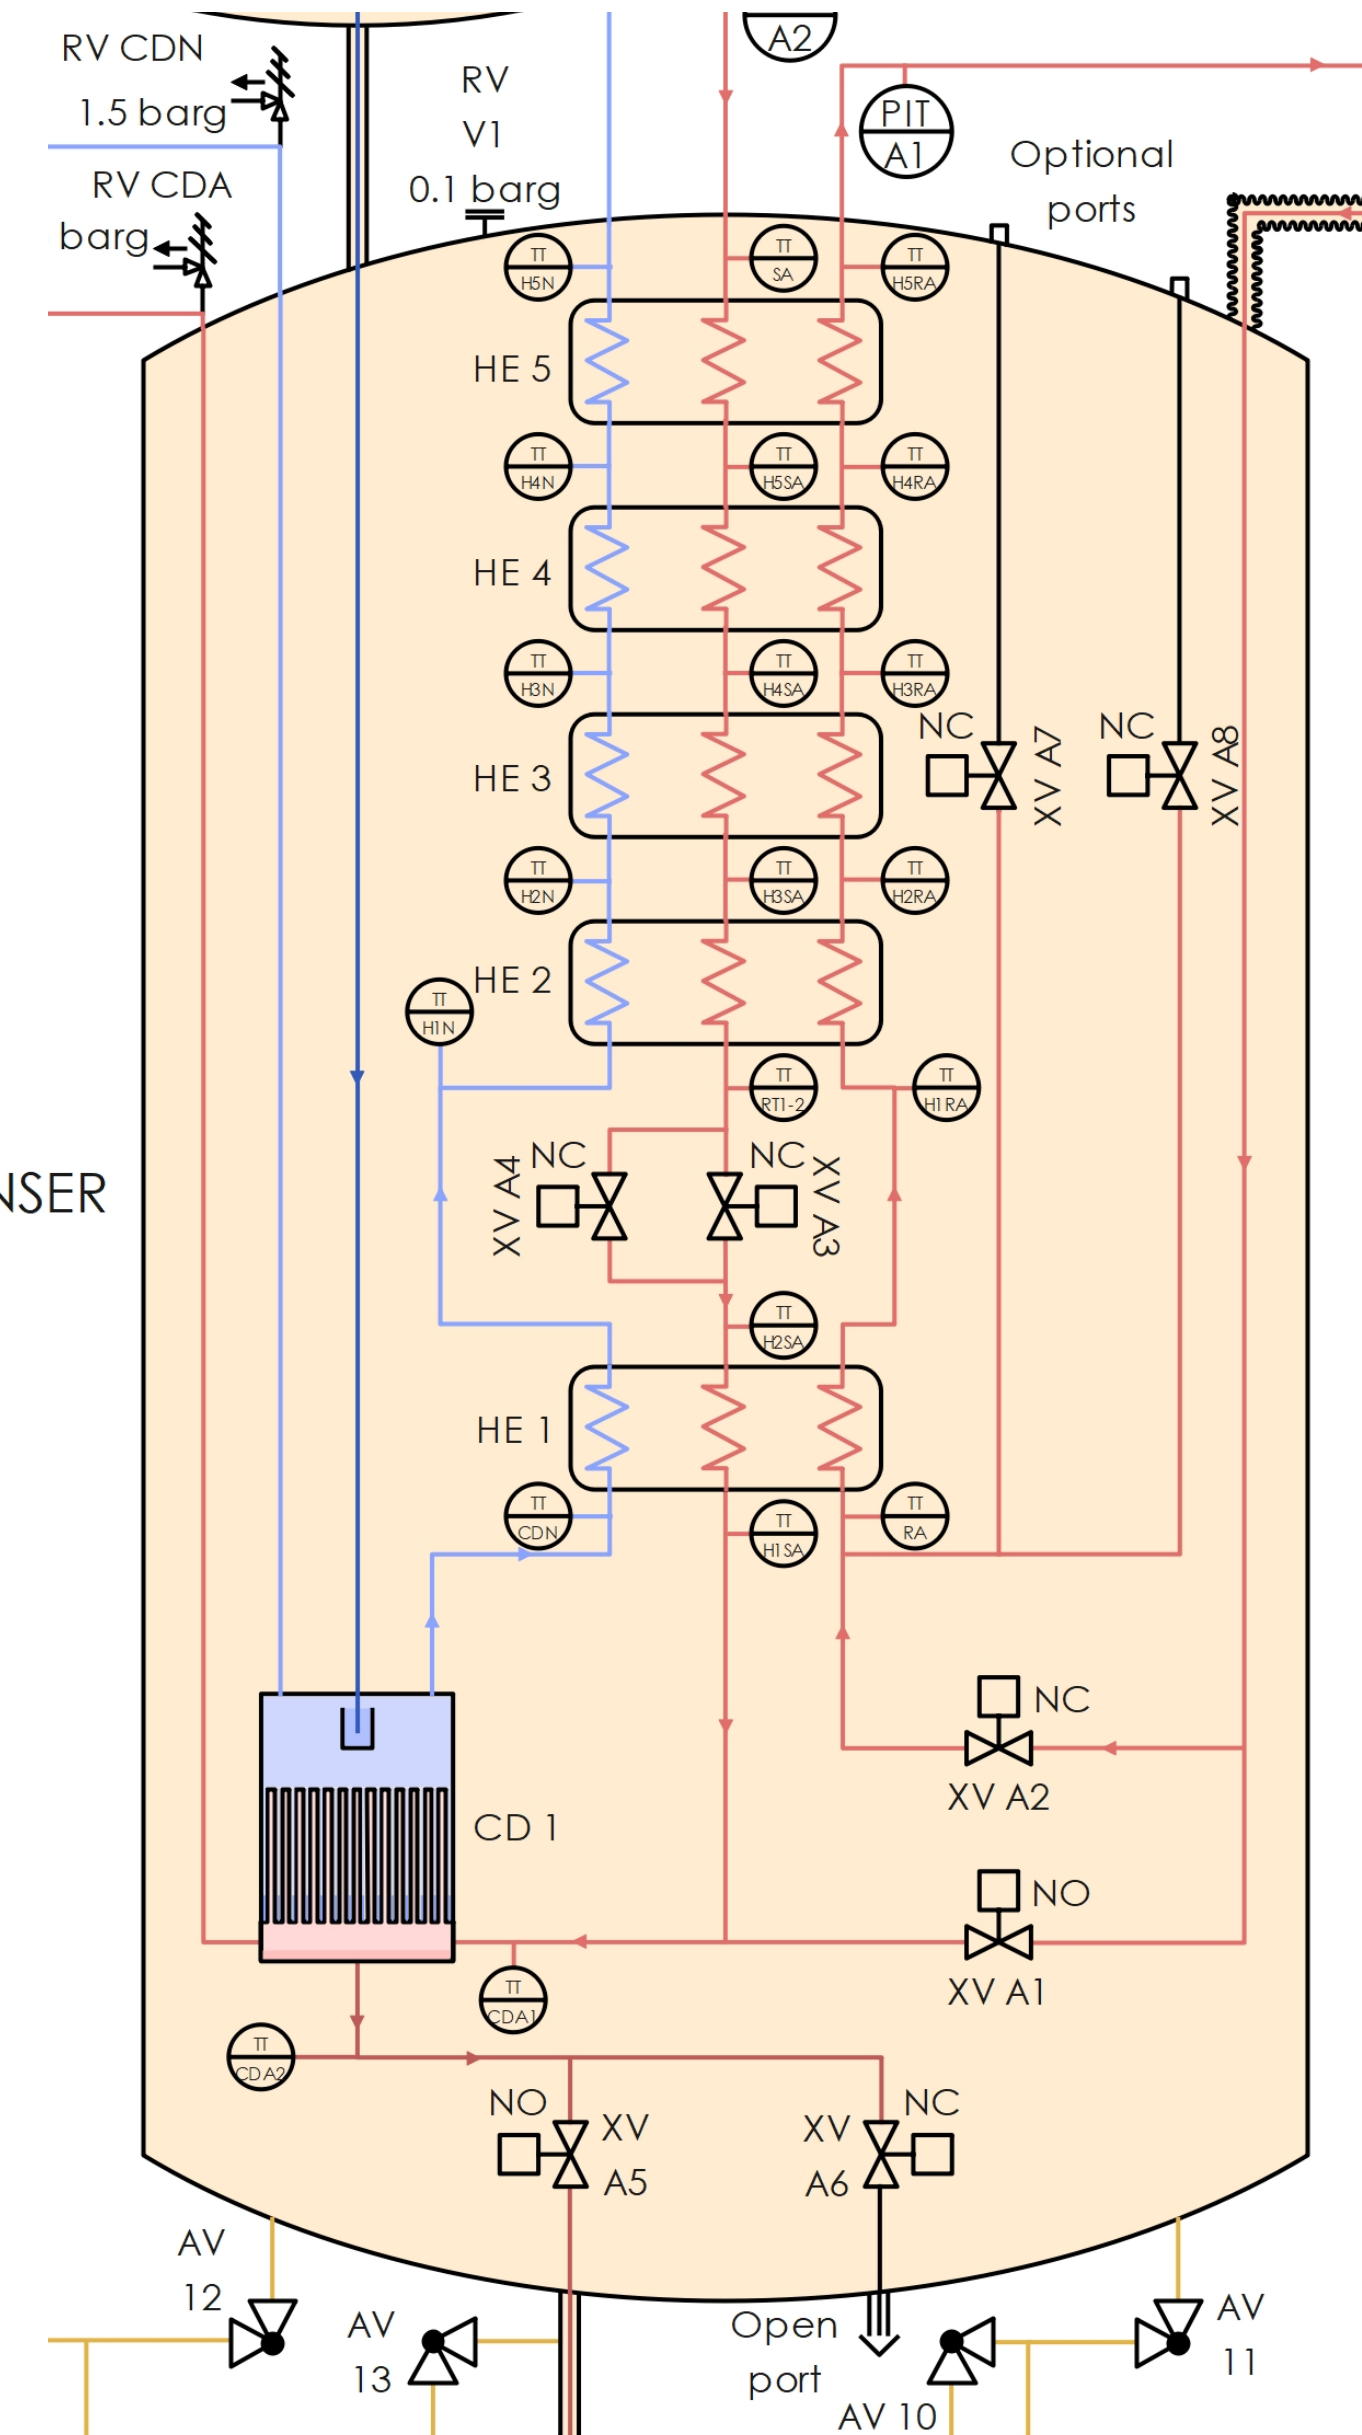 A2
RV CDN
1.5 barg
RV
V1
0.1 barg
PIT
A1
Optional
ports
RV CDA
barg
TT
H5N
TT
SA
TT
H5RA
HE 5
TT
H4N
TT
H5SA
TT
H4RA
HE 4
TT
H3N
TT
H4SA
TT
H3RA
NC
XV A7
NC
XV A8
HE 3
TT
H2N
TT
H3SA
TT
H2RA
HE 2
TT
H1N
TT
RT1-2
TT
H1RA
NC
XV A4
NC
XV A3
NSER
TT
H2SA
HE 1
TT
CDN
TT
H1SA
TT
RA
NC
XV A2
CD 1
NO
XV A1
TT
CDA1
TT
CDA2
NO
XV
A5
XV
A6
NC
AV
12
AV
13
Open
port
AV
11
AV 10